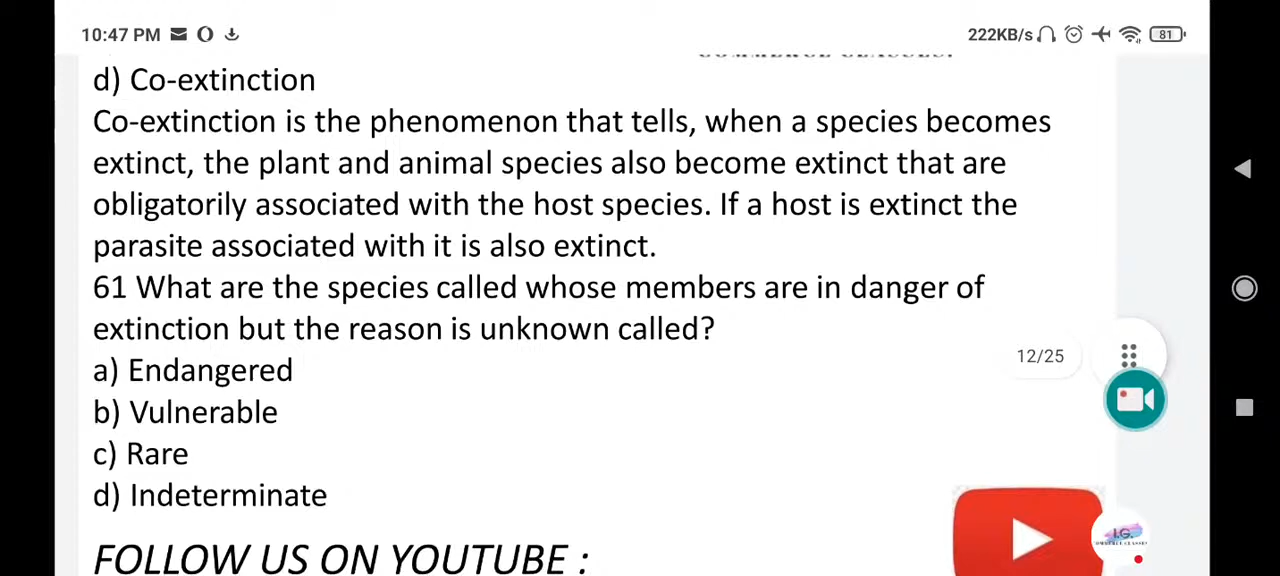 10:47 PM
222KB/s
81
COMMERCE CLASSES.
d) Co-extinction
Co-extinction is the phenomenon that tells, when a species becomes
extinct, the plant and animal species also become extinct that are
obligatorily associated with the host species. If a host is extinct the
parasite associated with it is also extinct.
61 What are the species called whose members are in danger of
extinction but the reason is unknown called?
12/25
a) Endangered
b) Vulnerable
c) Rare
d) Indeterminate
I.G.
FOLLOW US ON YOUTUBE :